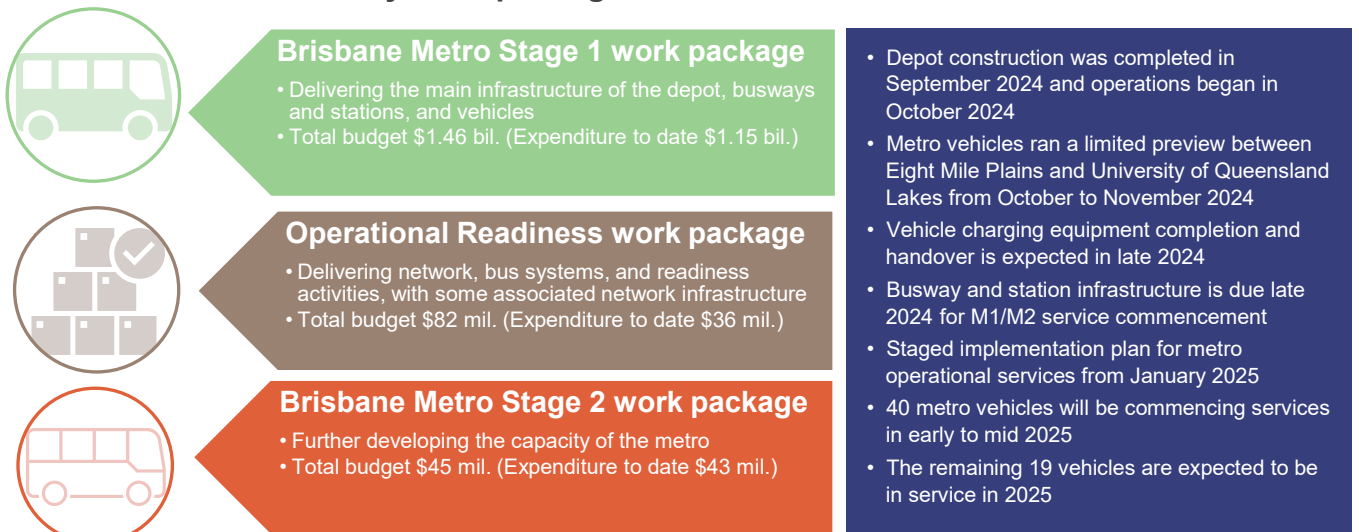 Brisbane Metro Stage 1 work package
• Delivering the main infrastructure of the depot, busways
and stations, and vehicles
• Total budget $1.46 bil. (Expenditure to date $1.15 bil.)
Operational Readiness work package
• Delivering network, bus systems, and readiness
activities, with some associated network infrastructure
• Total budget $82 mil. (Expenditure to date $36 mil.)
Brisbane Metro Stage 2 work package
• Further developing the capacity of the metro
• Total budget $45 mil. (Expenditure to date $43 mil.)
• Depot construction was completed in
September 2024 and operations began in
October 2024
• Metro vehicles ran a limited preview between
Eight Mile Plains and University of Queensland
Lakes from October to November 2024
• Vehicle charging equipment completion and
handover is expected in late 2024
• Busway and station infrastructure is due late
2024 for M1/M2 service commencement
• Staged implementation plan for metro
operational services from January 2025
• 40 metro vehicles will be commencing services
in early to mid 2025
• The remaining 19 vehicles are expected to be
in service in 2025